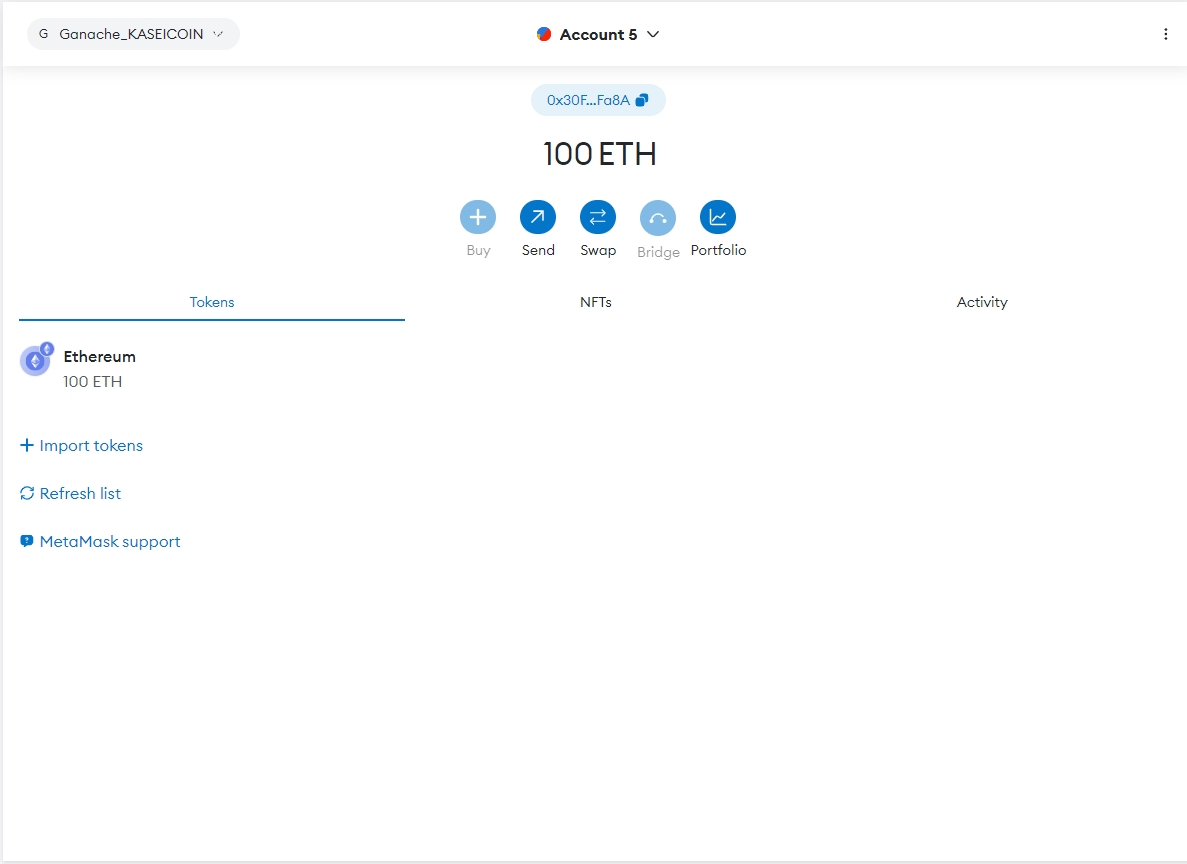 G Ganache_KASEICOIN
Account 5
0x30F...Fa8A
100 ETH
Buy Send Swap Bridge Portfolio
Tokens NFTs Activity
Ethereum
100 ETH
Import tokens
Refresh list
MetaMask support